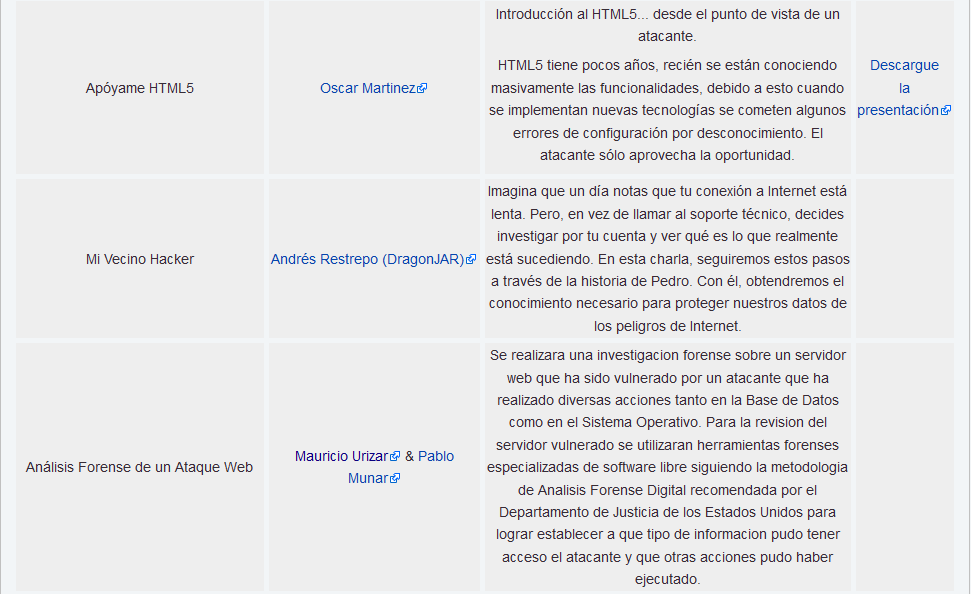 Introducción al HTML5... desde el punto de vista de un
atacante.
Apóyame HTML5
Oscar Martinez
HTML5 tiene pocos años, recién se están conociendo
masivamente las funcionalidades, debido a esto cuando
se implementan nuevas tecnologías se cometen algunos
errores de configuración por desconocimiento. El
atacante sólo aprovecha la oportunidad.
Descargue
la
presentación
Mi Vecino Hacker
Andrés Restrepo (DragonJAR)
Imagina que un día notas que tu conexión a Internet está
lenta. Pero, en vez de llamar al soporte técnico, decides
investigar por tu cuenta y ver qué es lo que realmente
está sucediendo. En esta charla, seguiremos estos pasos
a través de la historia de Pedro. Con él, obtendremos el
conocimiento necesario para proteger nuestros datos de
los peligros de Internet.
Análisis Forense de un Ataque Web
Mauricio Urizar & Pablo
Munar
Se realizara una investigacion forense sobre un servidor
web que ha sido vulnerado por un atacante que ha
realizado diversas acciones tanto en la Base de Datos
como en el Sistema Operativo. Para la revision del
servidor vulnerado se utilizaran herramientas forenses
especializadas de software libre siguiendo la metodologia
de Analisis Forense Digital recomendada por el
Departamento de Justicia de los Estados Unidos para
lograr establecer a que tipo de informacion pudo tener
acceso el atacante y que otras acciones pudo haber
ejecutado.